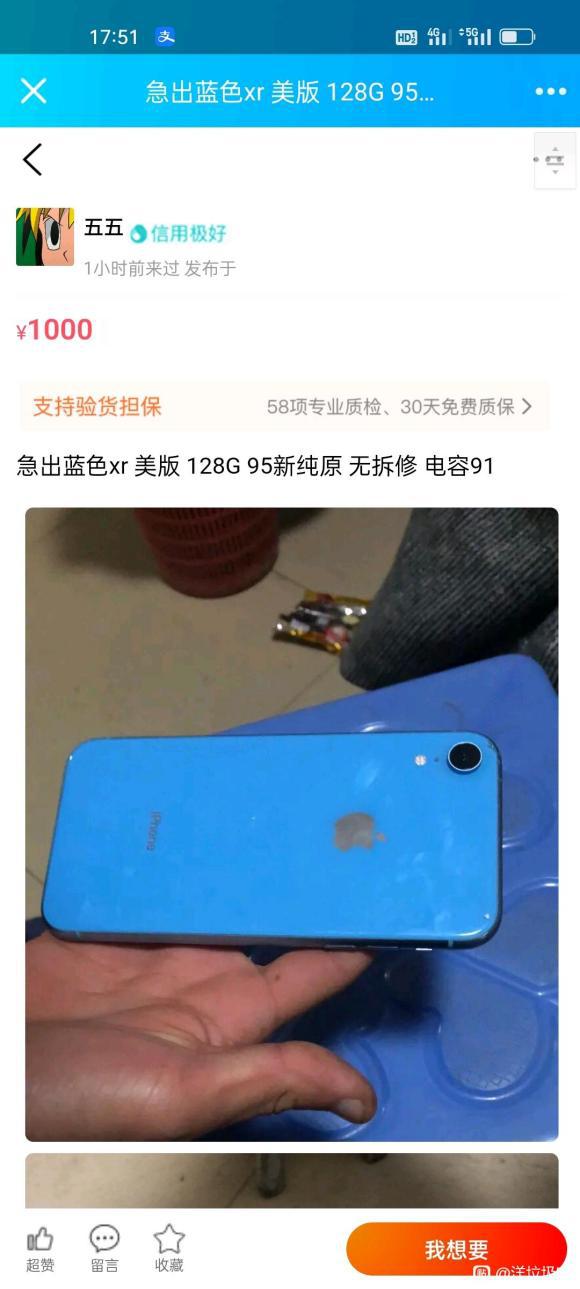 17:51
支
HD 4G 5G
急出蓝色xr 美版 128G 95...
五五 信用极好
1小时前来过 发布于
¥1000
支持验货担保 58项专业质检、30天免费质保
急出蓝色xr 美版 128G 95新纯原 无拆修 电容91
iPhone
超赞 留言 收藏
我想要
贴 @洋垃圾